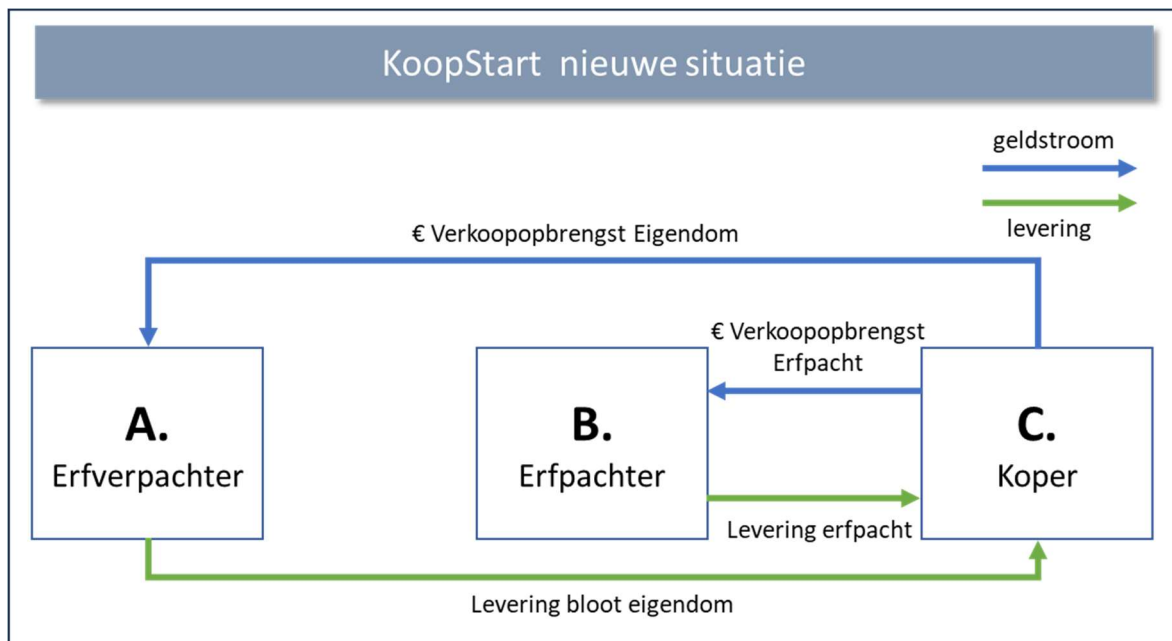 KoopStart nieuwe situatie
geldstroom
levering
€ Verkoopopbrengst Eigendom
€ Verkoopopbrengst
Erfpacht
A.
Erfverpachter
B.
Erfpachter
C.
Koper
Levering erfpacht
Levering bloot eigendom